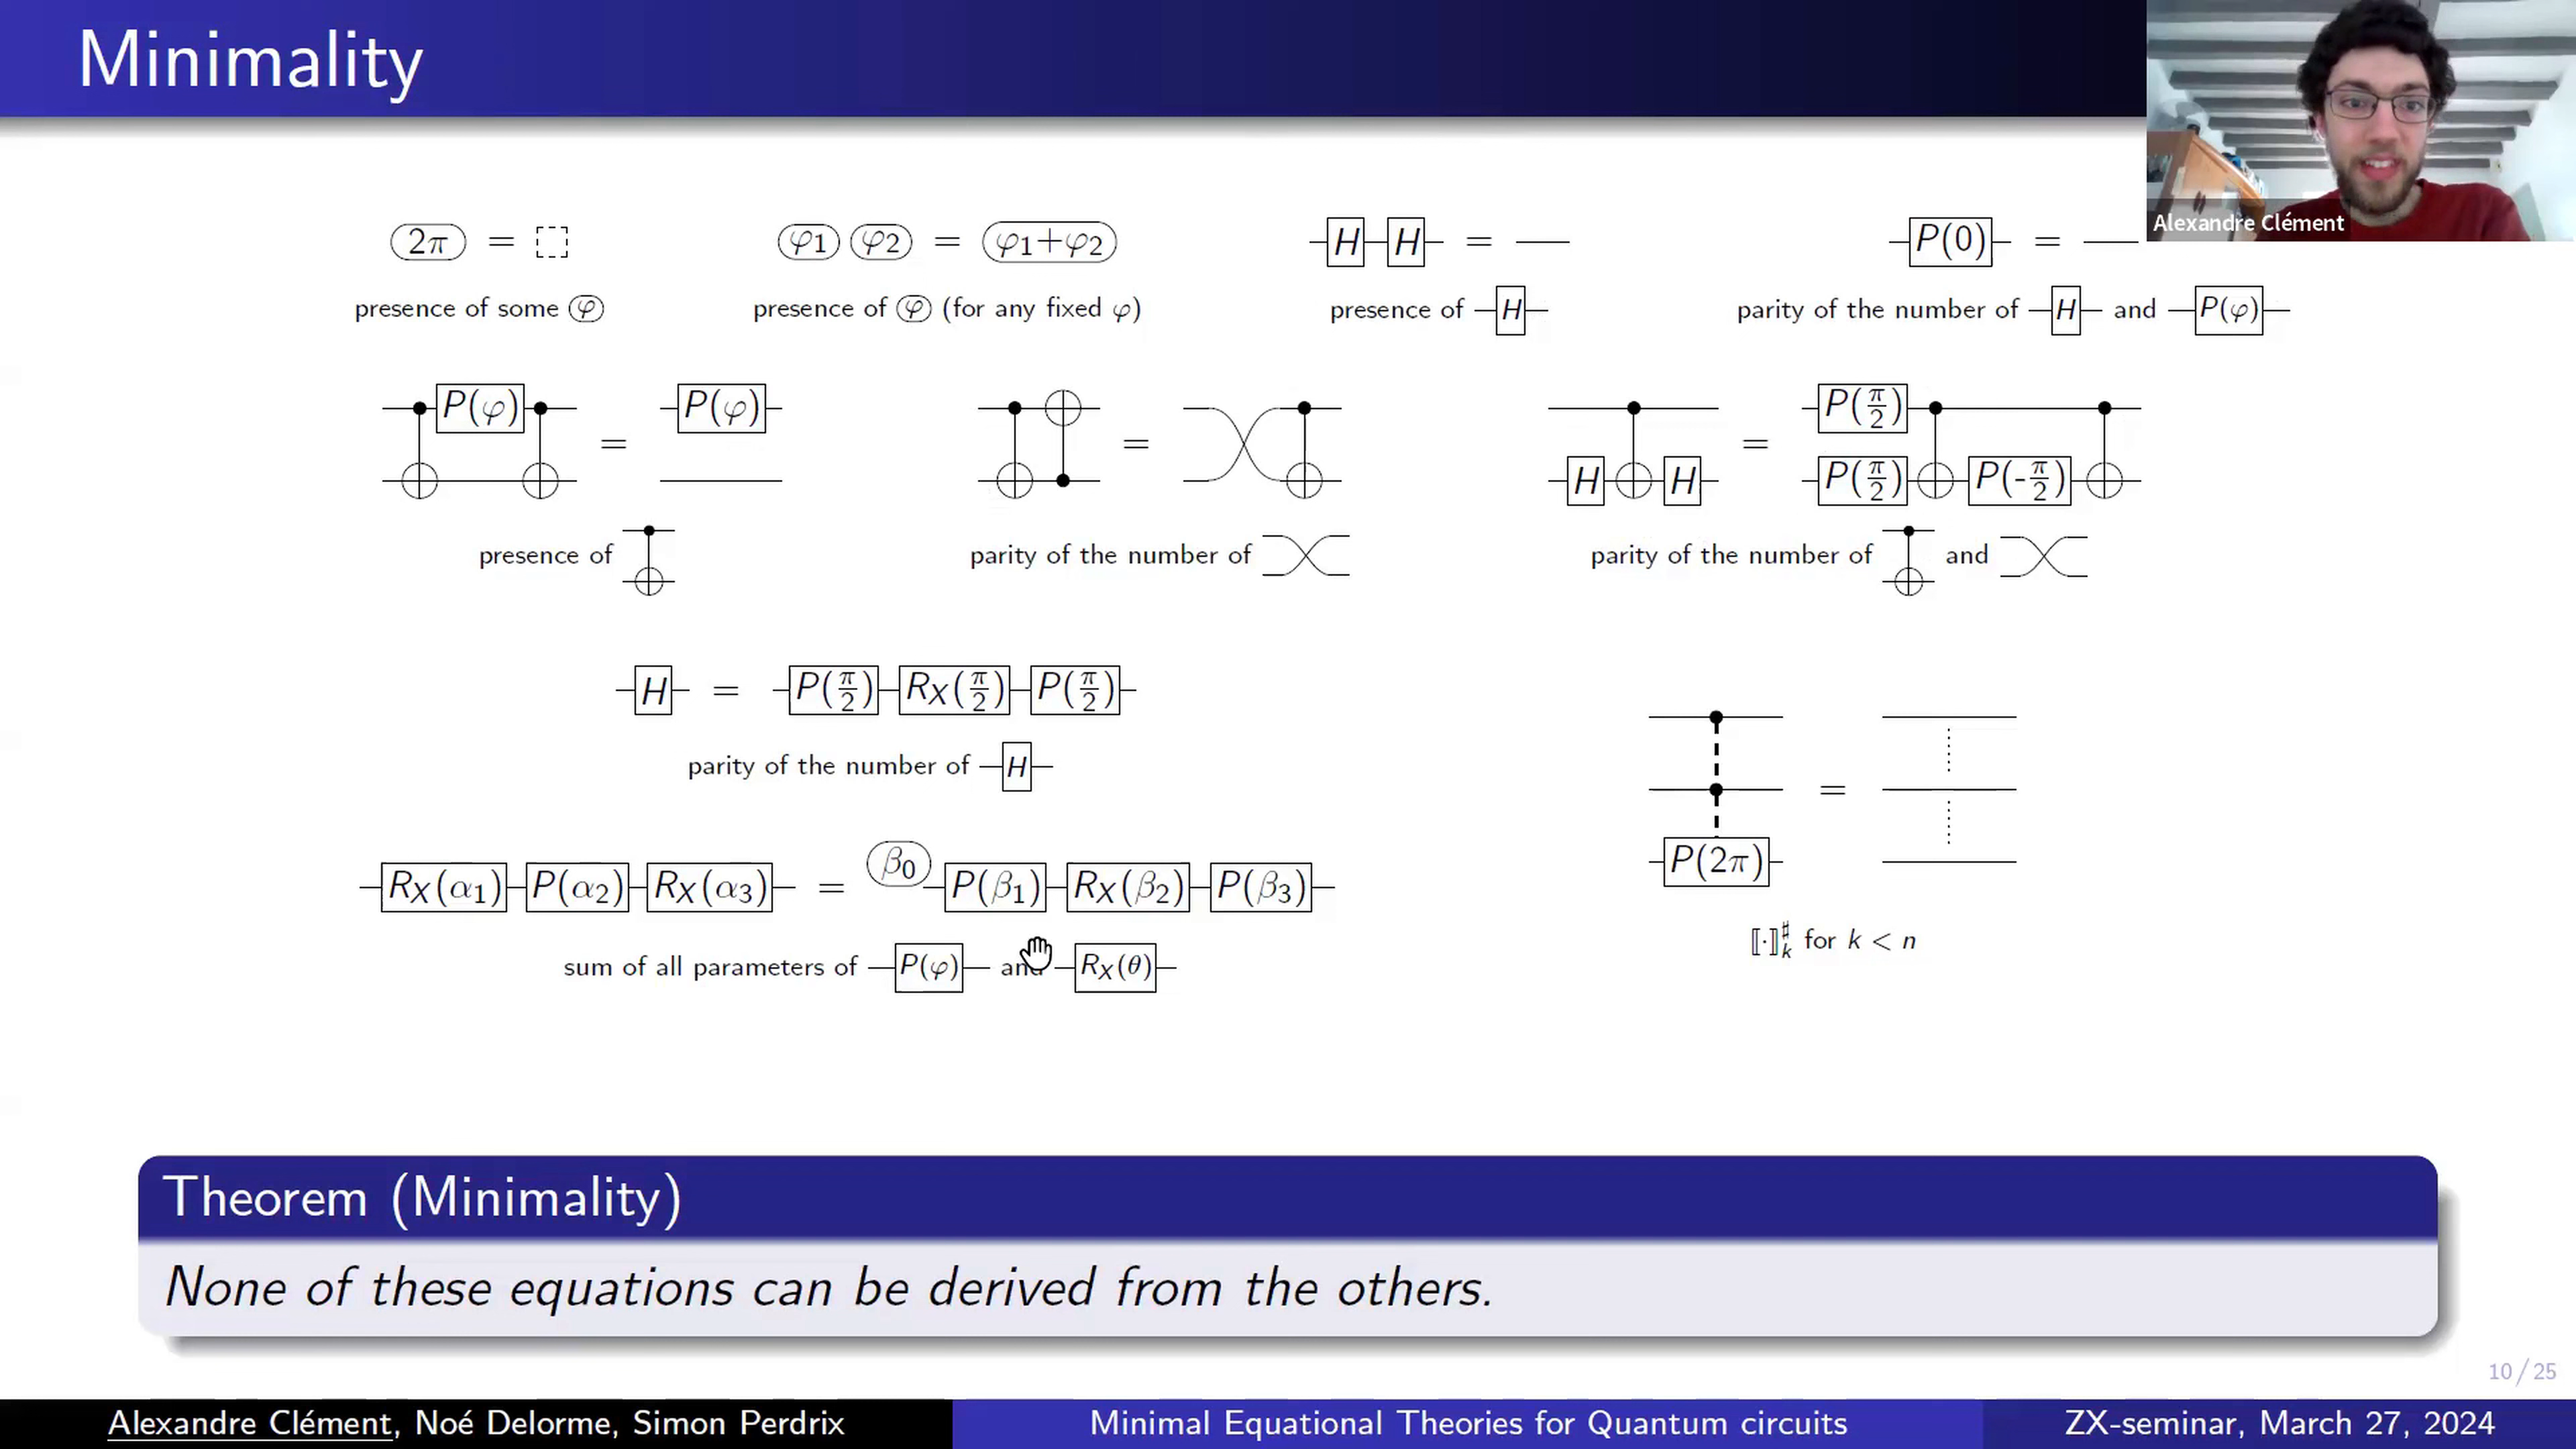 Minimality
Alexandre Clément
2π = 
φ1 φ2 = φ1+φ2
H H =
P(0) =
presence of some φ
presence of φ (for any fixed φ)
presence of H
parity of the number of H and P(φ)
P(φ) = P(φ)
=
H H = P(π/2) P(π/2) P(-π/2)
presence of
parity of the number of
parity of the number of and
H = P(π/2) RX(π/2) P(π/2)
parity of the number of H
P(2π) =
RX(α1) P(α2) RX(α3) = β0 P(β1) RX(β2) P(β3)
⟦·⟧♯k for k < n
sum of all parameters of P(φ) and RX(θ)
Theorem (Minimality)
None of these equations can be derived from the others.
10 / 25
Alexandre Clément, Noé Delorme, Simon Perdrix
Minimal Equational Theories for Quantum circuits
ZX-seminar, March 27, 2024